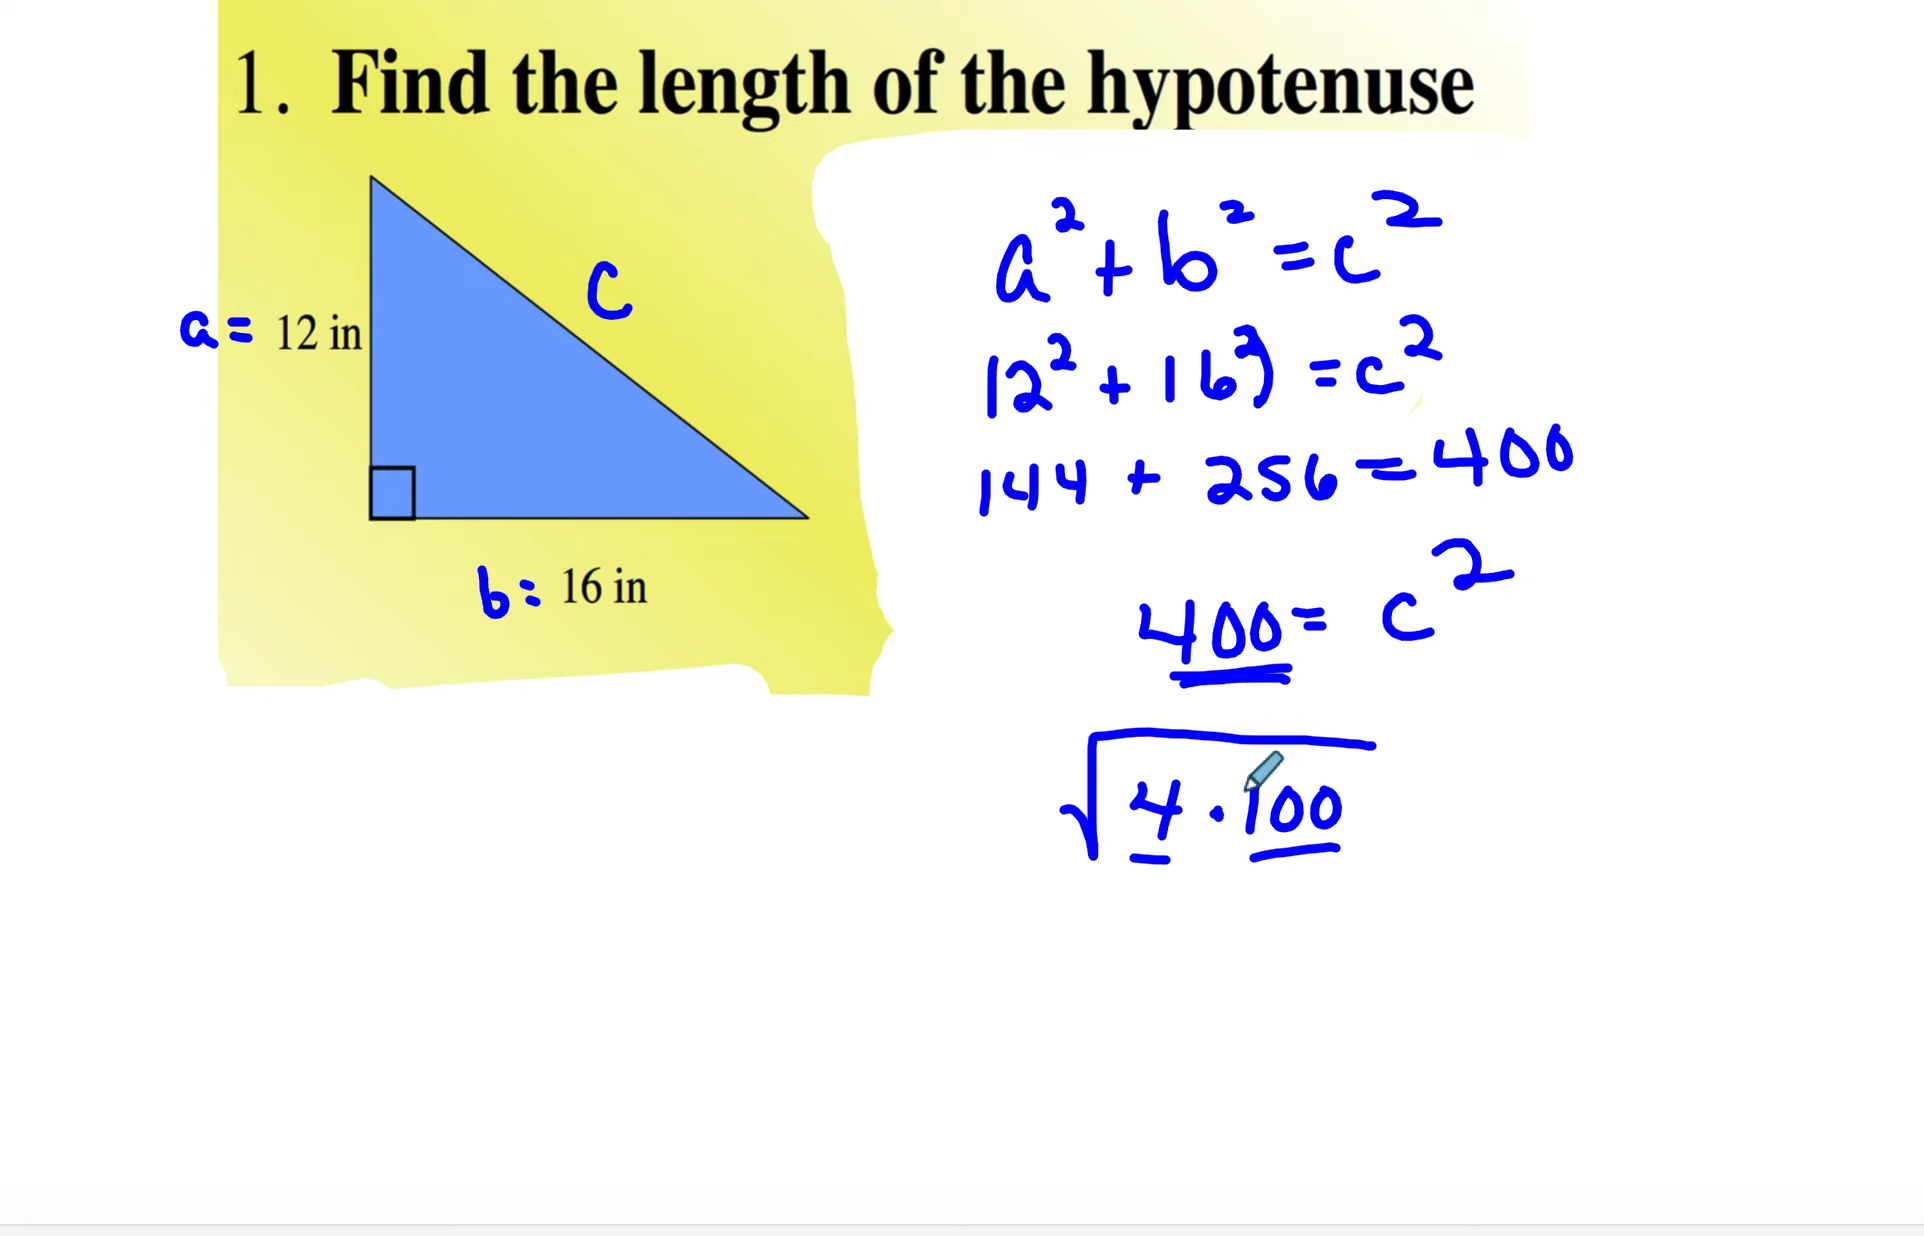 1. Find the length of the hypotenuse
a² + b² = c²
c
a = 12 in
12² + 16²) = c²
144 + 256 = 400
b = 16 in
400 = c²
√4 · 100